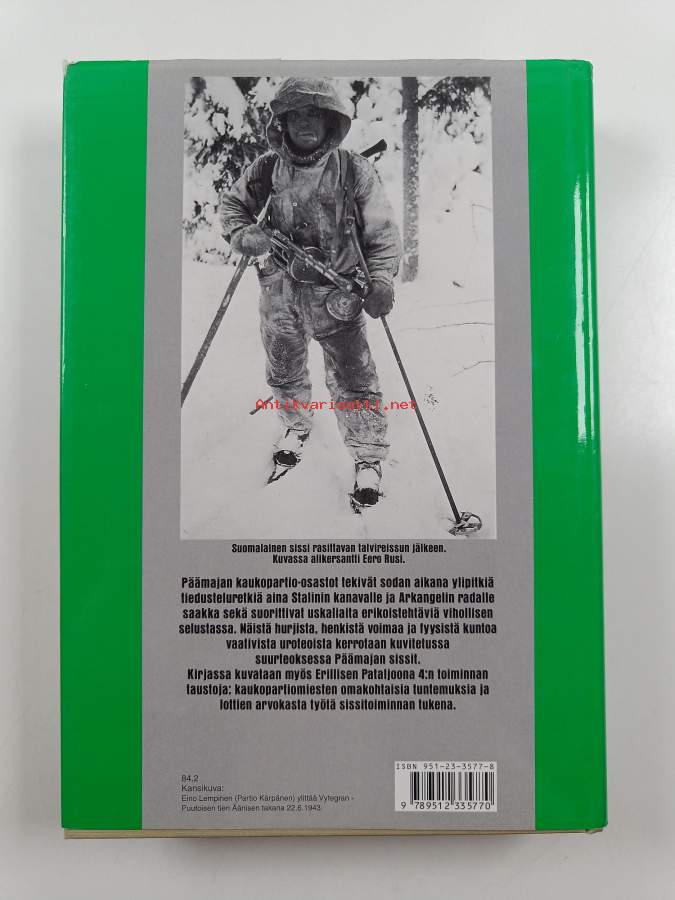 Antikvariaatti.net
Suomalainen sissi rasittavan talvireissun jälkeen.
Kuvassa alikersantti Eero Rusi.
Päämajan kaukopartio-osastot tekivät sodan aikana ylipitkiä
tiedusteluretkiä aina Stalinin kanavalle ja Arkangelin radalle
saakka sekä suorittivat uskaliaita erikoistehtäviä vihollisen
selustassa. Näistä hurjista, henkistä voimaa ja fyysistä kuntoa
vaativista uroteoista kerrotaan kuvitetussa
suurteoksessa Päämajan sissit.
Kirjassa kuvataan myös Erillisen Pataljoona 4:n toiminnan
taustoja: kaukopartiomiesten omakohtaisia tuntemuksia ja
lottien arvokasta työtä sissitoiminnan tukena.
ISBN 951-23-3577-8
9 789512 335770
84,2
Kansikuva:
Eino Lempinen (Partio Kärpänen) ylittää Vytegran -
Puutoisen tien Äänisen takana 22.6.1943.